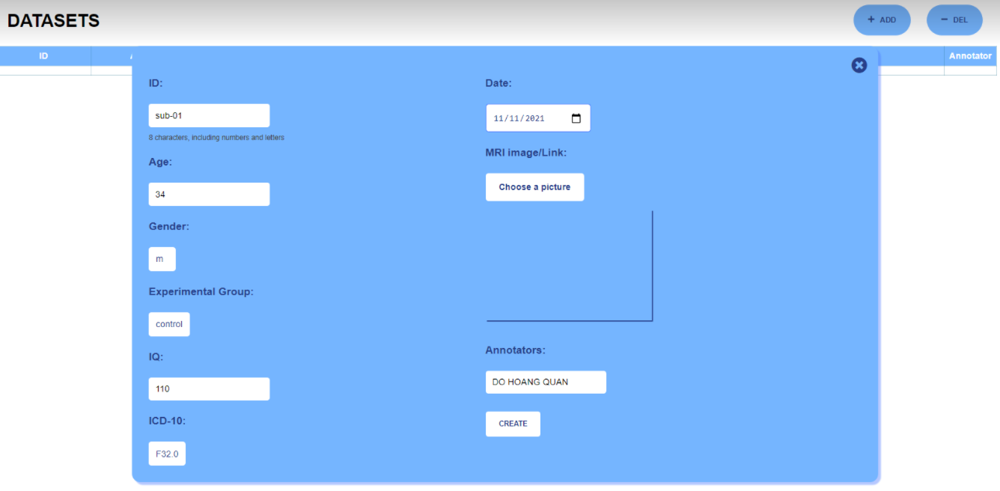 DATASETS
+ ADD
− DEL
ID
Annotator
ID:
sub-01
8 characters, including numbers and letters
Age:
34
Gender:
m
Experimental Group:
control
IQ:
110
ICD-10:
F32.0
Date:
11/11/2021
MRI image/Link:
Choose a picture
Annotators:
DO HOANG QUAN
CREATE